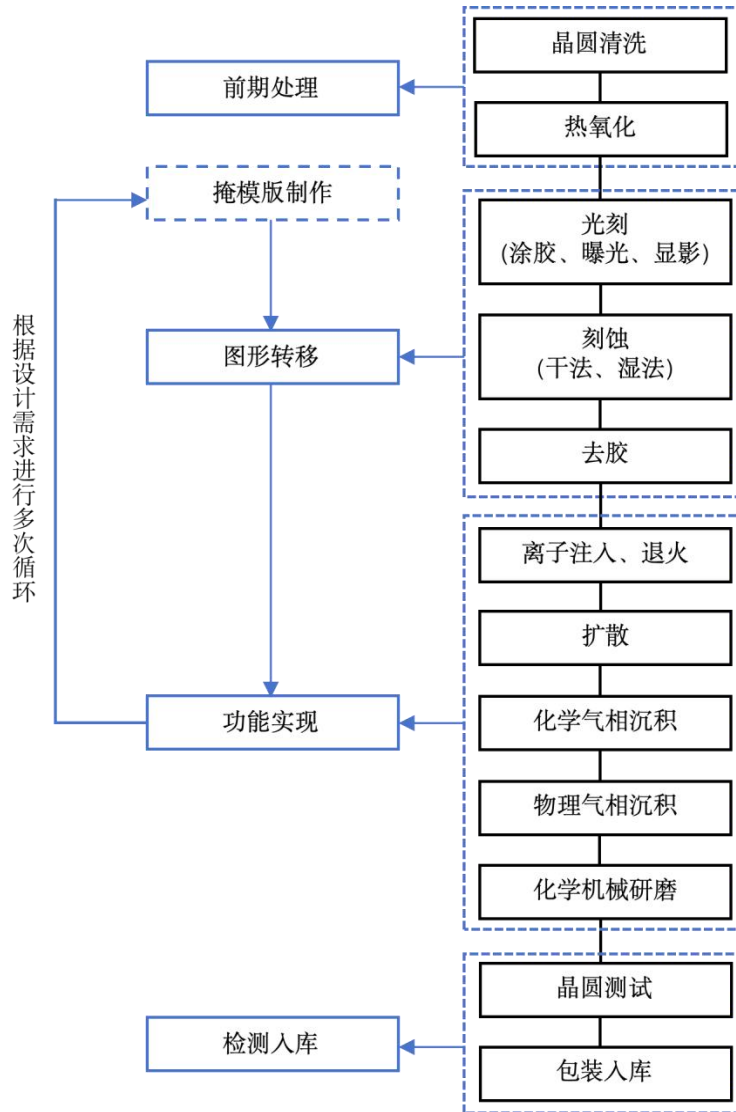 晶圆清洗
前期处理
热氧化
掩模版制作
光刻
(涂胶、曝光、显影)
根据设计需求进行多次循环
图形转移
刻蚀
(干法、湿法)
去胶
离子注入、退火
扩散
功能实现
化学气相沉积
物理气相沉积
化学机械研磨
晶圆测试
检测入库
包装入库